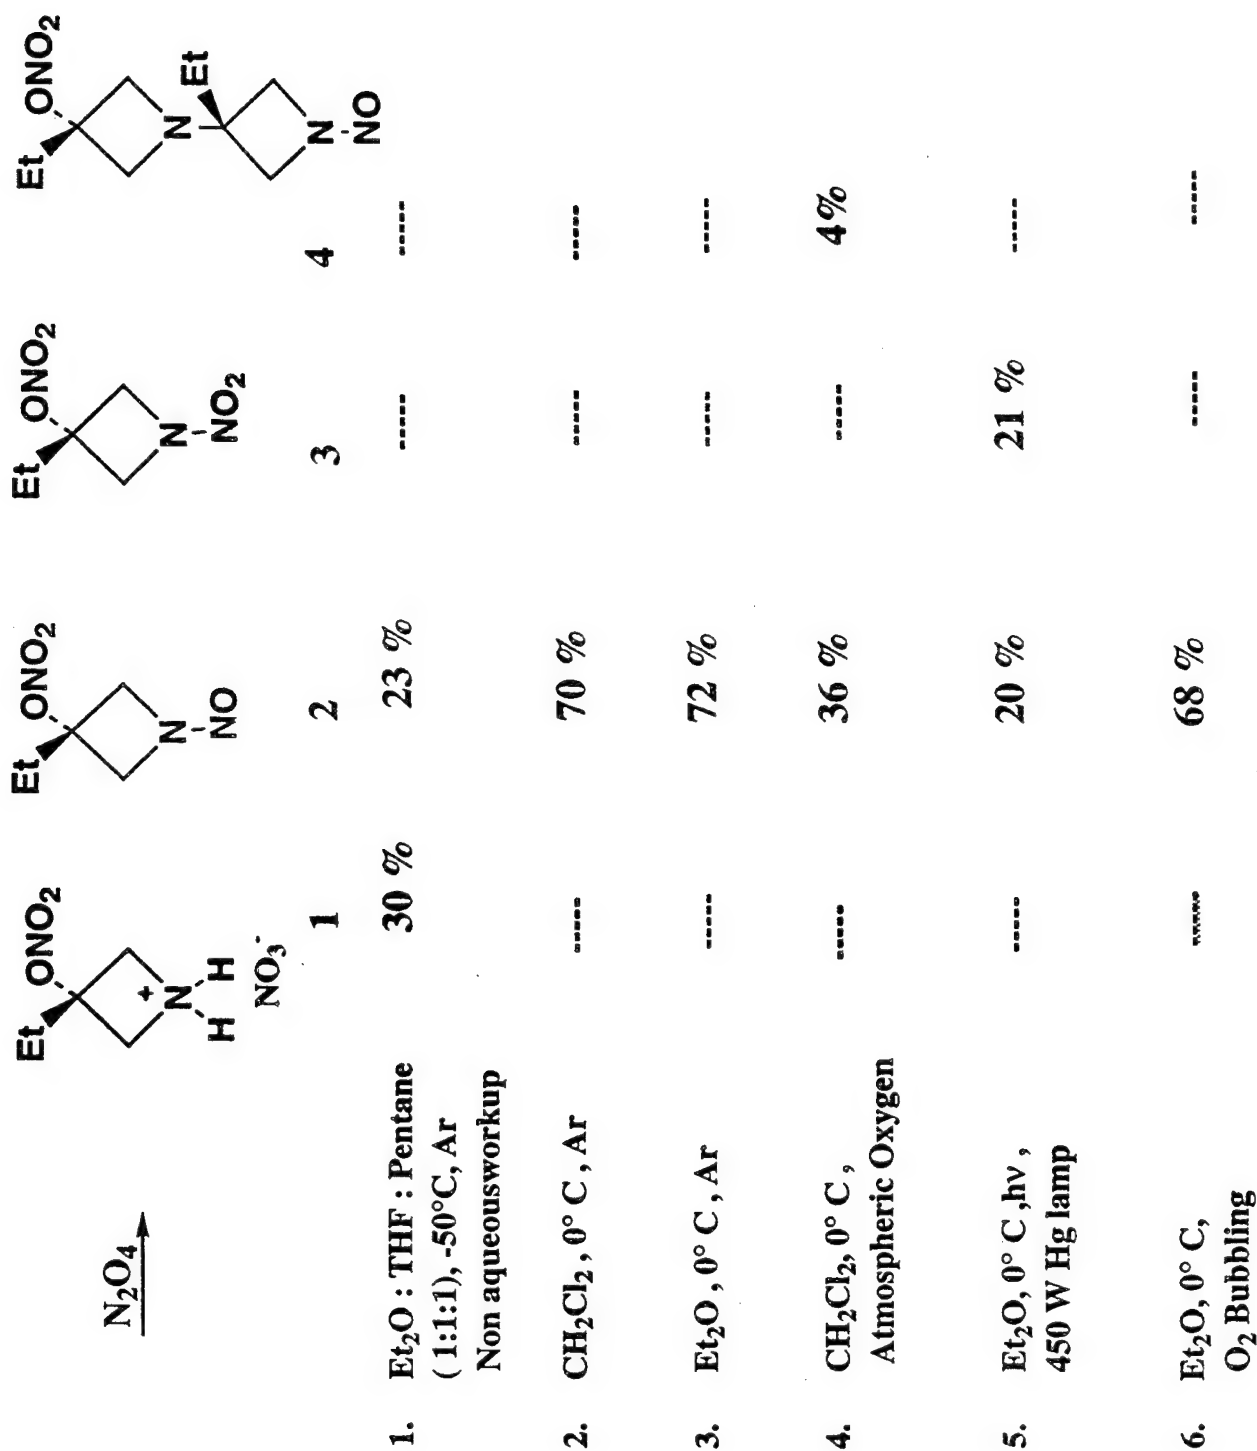 N2O4
Et ONO2
+
N
H H
NO3-
1
Et ONO2
N
NO
2
Et ONO2
N
NO2
3
Et ONO2
N
Et
N
NO
4
1. Et2O : THF : Pentane 30 % 23 % ----- -----
(1:1:1), -50°C, Ar
Non aqueousworkup
2. CH2Cl2 , 0° C , Ar ----- 70 % ----- -----
3. Et2O , 0° C , Ar ----- 72 % ----- -----
4. CH2Cl2, 0° C , ----- 36 % ----- 4%
Atmospheric Oxygen
5. Et2O, 0° C ,hν , ----- 20 % 21 % -----
450 W Hg lamp
6. Et2O, 0° C, ----- 68 % ----- -----
O2 Bubbling